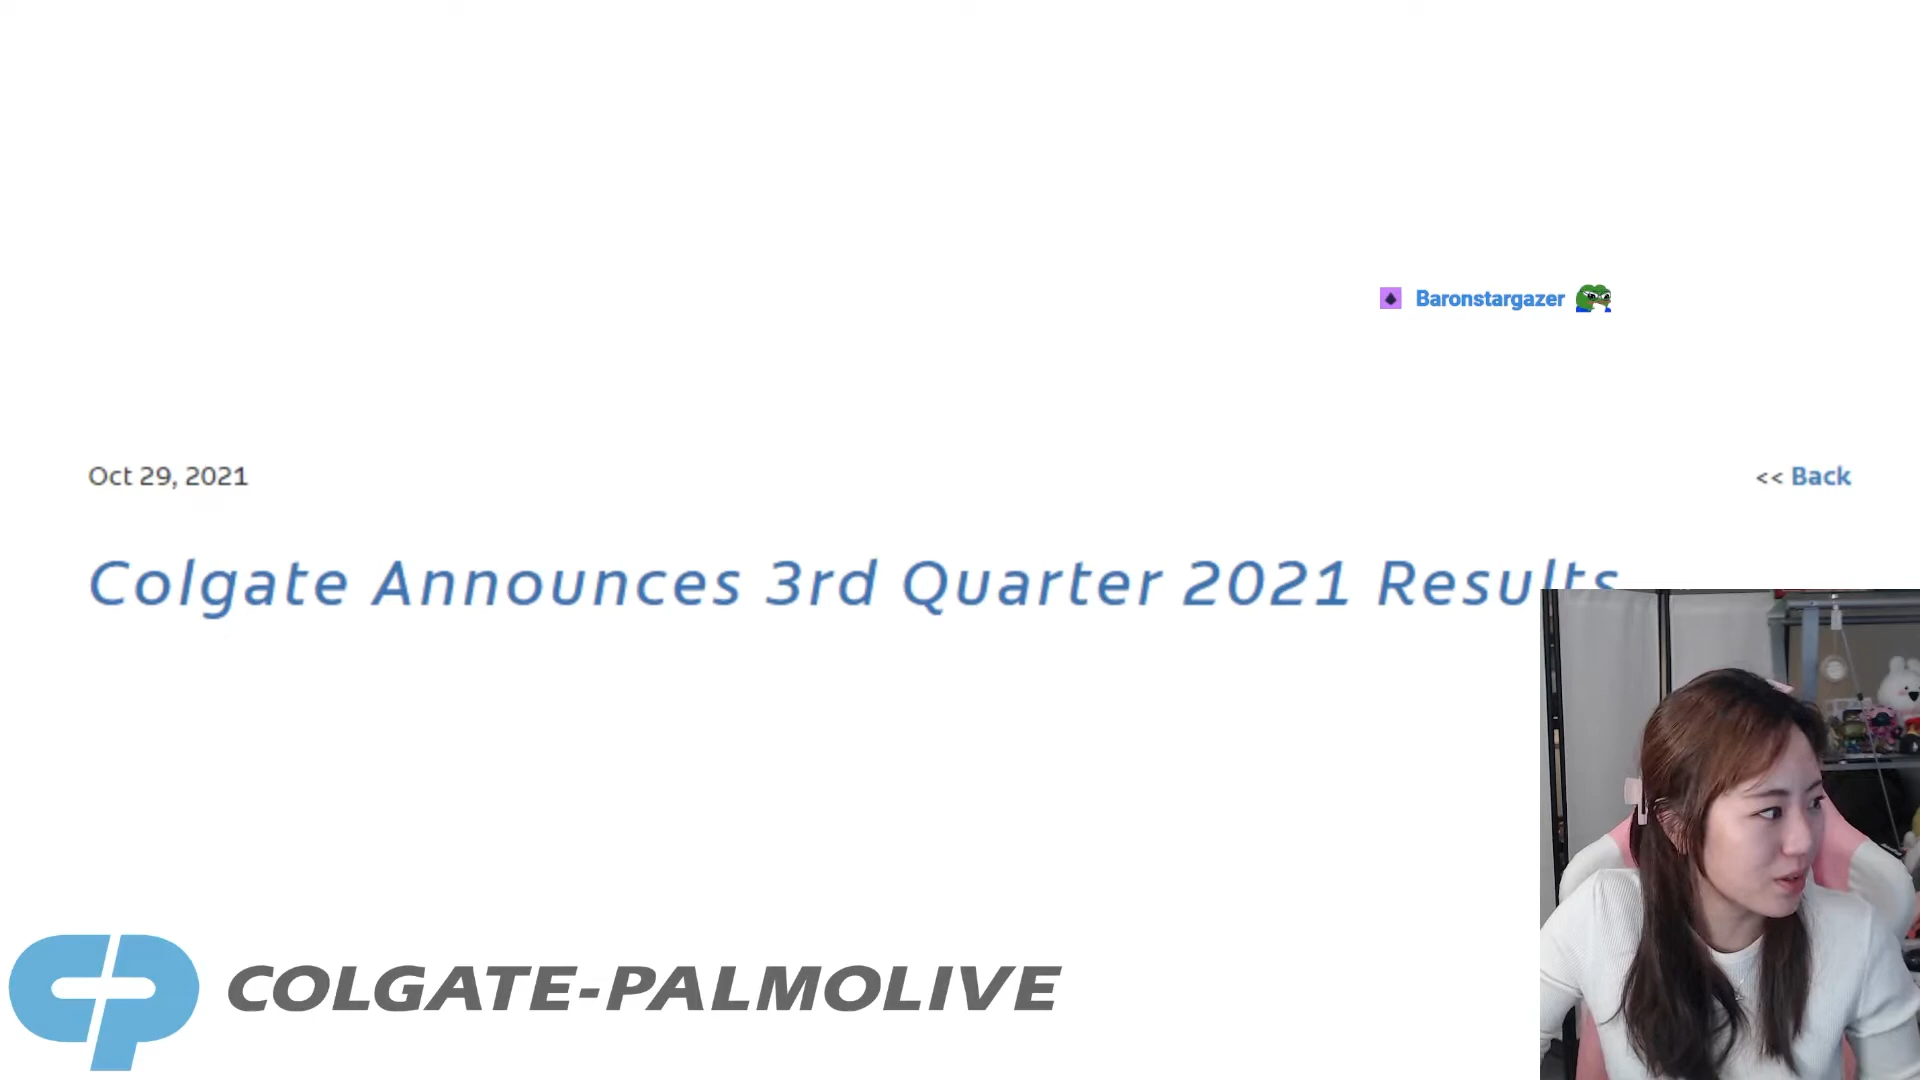 Baronstargazer
Oct 29, 2021
<< Back
Colgate Announces 3rd Quarter 2021 Results
COLGATE-PALMOLIVE